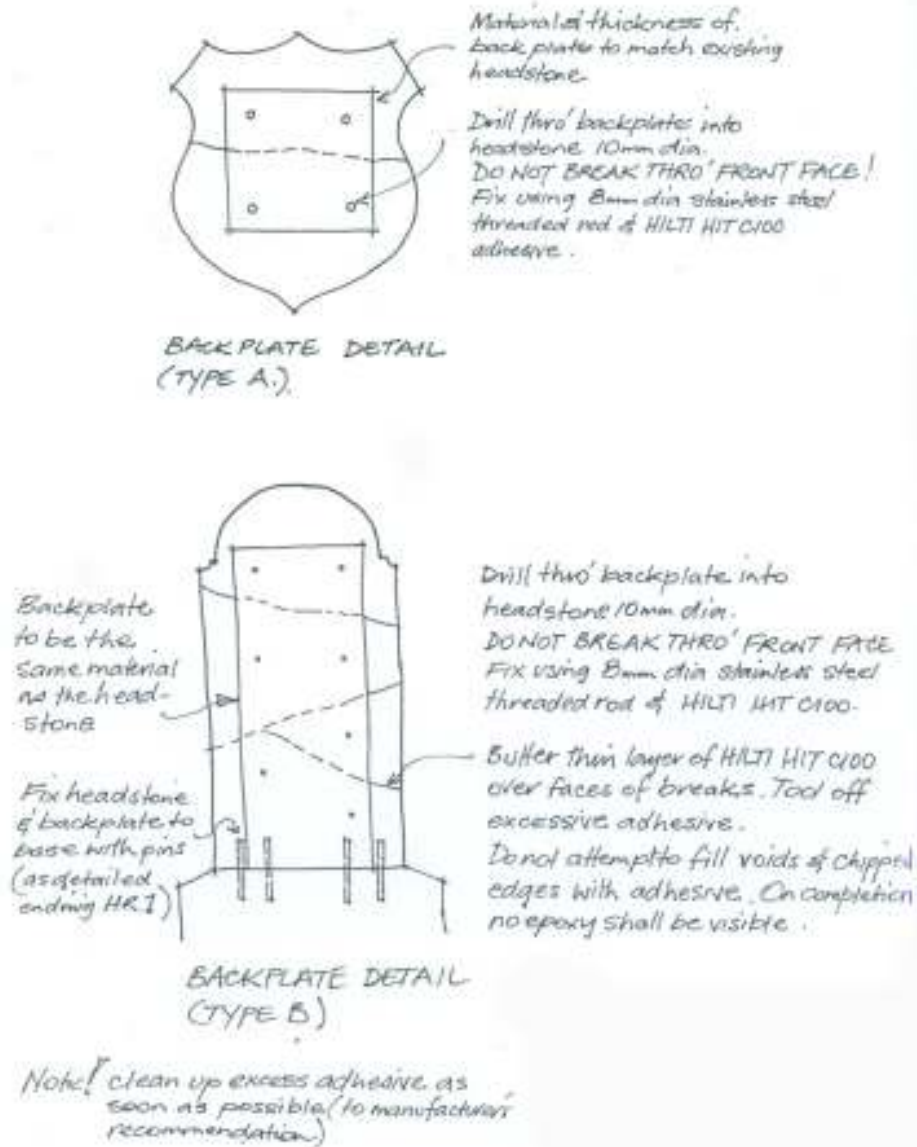 Material & thickness of
back plate to match existing
headstone.
Drill thro' backplates into
headstone 10mm dia.
DO NOT BREAK THRO' FRONT FACE!
Fix using 8mm dia stainless steel
threaded rod & HILTI HIT C100
adhesive.
BACKPLATE DETAIL
(TYPE A.)
Backplate
to be the
same material
as the head-
stone
Fix headstone
& backplate to
base with pins
(as detailed
HR1)
Drill thro' backplate into
headstone 10mm dia.
DO NOT BREAK THRO' FRONT FACE
Fix using 8mm dia stainless steel
threaded rod & HILTI HIT C100.
Butter thin layer of HILTI HIT C100
over faces of breaks. Tool off
excessive adhesive.
Do not attempt to fill voids & chipped
edges with adhesive. On completion
no epoxy shall be visible.
BACKPLATE DETAIL
(TYPE B)
Note! clean up excess adhesive as
soon as possible (to manufacturers
recommendation)